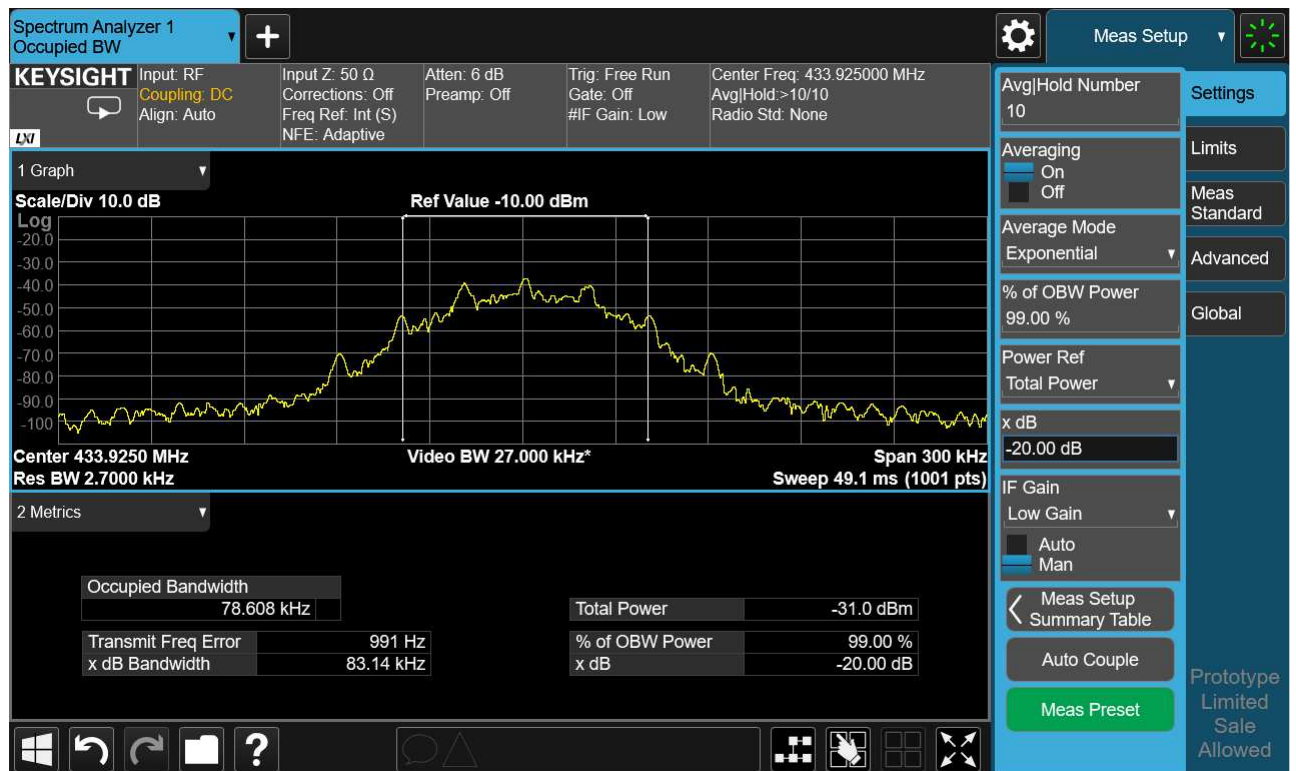 Spectrum Analyzer 1
Occupied BW
+
Meas Setup
KEYSIGHT
LXI
Input: RF
Coupling: DC
Align: Auto
Input Z: 50 Ω
Corrections: Off
Freq Ref: Int (S)
NFE: Adaptive
Atten: 6 dB
Preamp: Off
Trig: Free Run
Gate: Off
#IF Gain: Low
Center Freq: 433.925000 MHz
Avg|Hold:>10/10
Radio Std: None
1 Graph
Scale/Div 10.0 dB
Ref Value -10.00 dBm
Log
-20.0
-30.0
-40.0
-50.0
-60.0
-70.0
-80.0
-90.0
-100
Center 433.9250 MHz
Video BW 27.000 kHz*
Span 300 kHz
Res BW 2.7000 kHz
Sweep 49.1 ms (1001 pts)
2 Metrics
Occupied Bandwidth
78.608 kHz
Total Power -31.0 dBm
Transmit Freq Error 991 Hz
% of OBW Power 99.00 %
x dB Bandwidth 83.14 kHz
x dB -20.00 dB
?
Avg|Hold Number
10
Averaging
On
Off
Average Mode
Exponential
% of OBW Power
99.00 %
Power Ref
Total Power
x dB
-20.00 dB
IF Gain
Low Gain
Auto
Man
Meas Setup
Summary Table
Auto Couple
Meas Preset
Settings
Limits
Meas
Standard
Advanced
Global
Prototype
Limited
Sale
Allowed